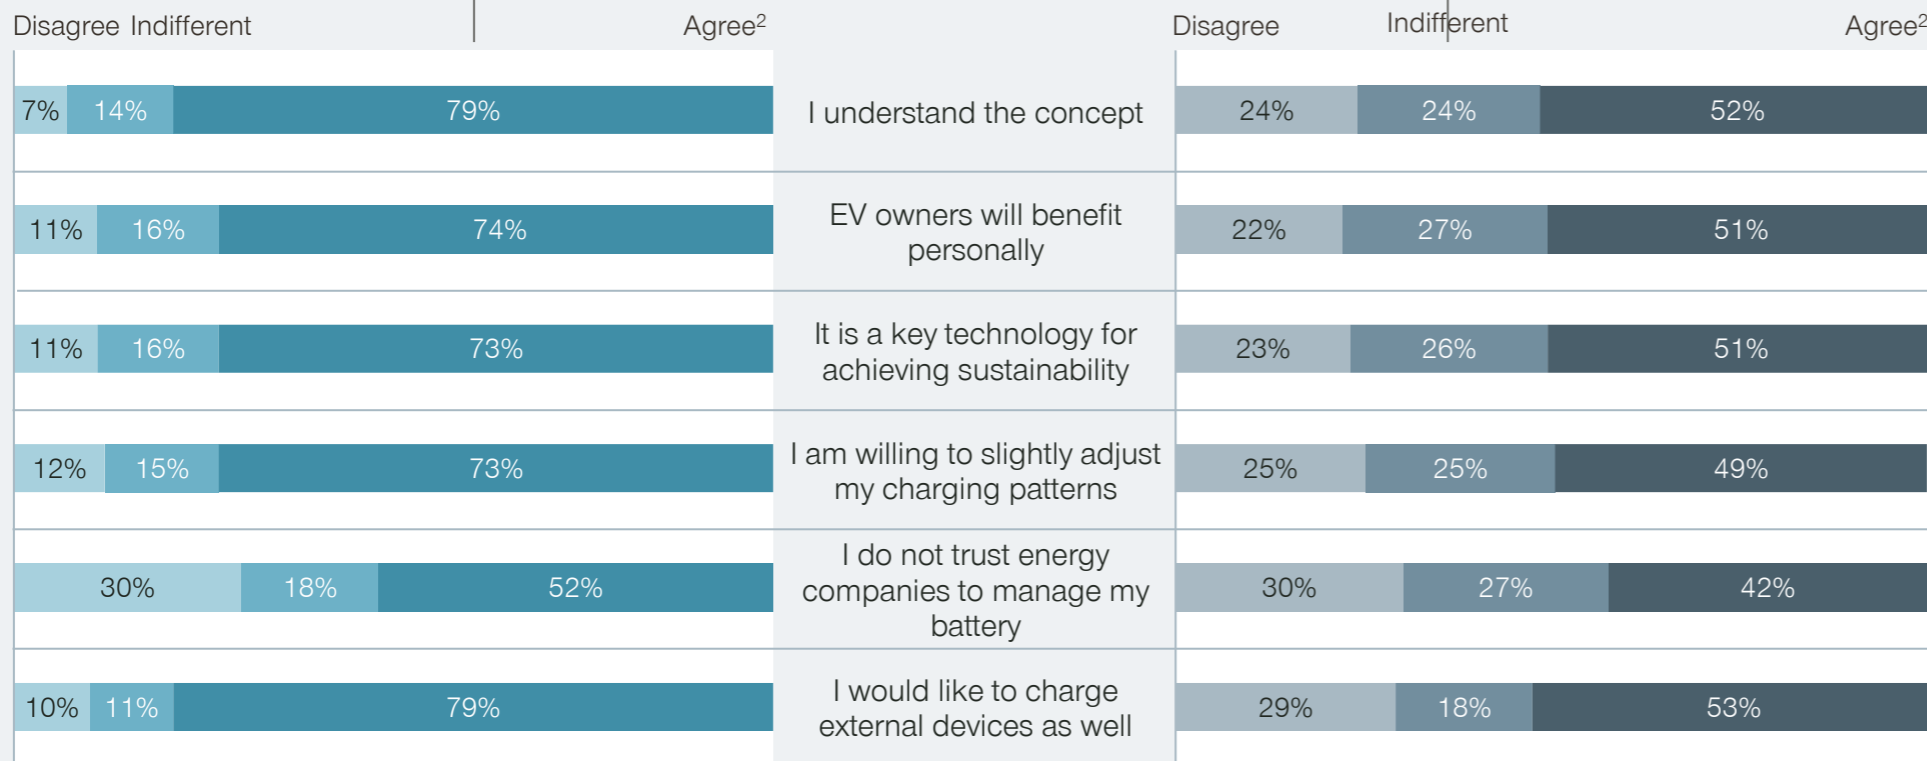 Disagree Indifferent Agree² Disagree Indifferent Agree²
7% 14% 79% I understand the concept 24% 24% 52%
11% 16% 74% EV owners will benefit 22% 27% 51%
personally
11% 16% 73% It is a key technology for 23% 26% 51%
achieving sustainability
12% 15% 73% I am willing to slightly adjust 25% 25% 49%
my charging patterns
30% 18% 52% I do not trust energy 30% 27% 42%
companies to manage my
battery
10% 11% 79% I would like to charge 29% 18% 53%
external devices as well